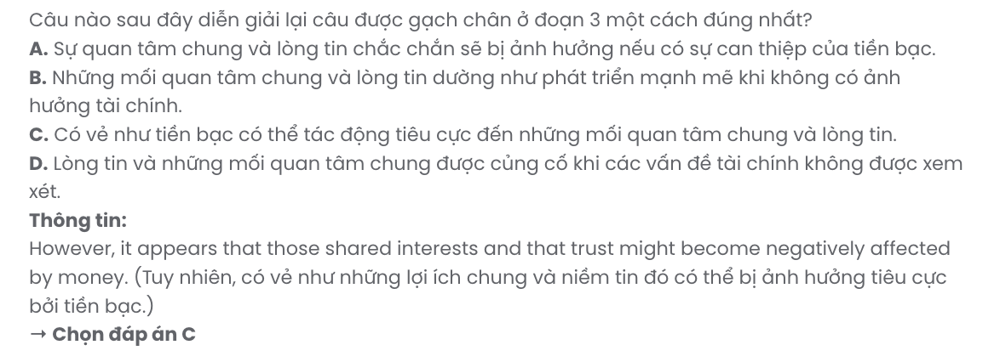 Câu nào sau đây diễn giải lại câu được gạch chân ở đoạn 3 một cách đúng nhất?
A. Sự quan tâm chung và lòng tin chắc chắn sẽ bị ảnh hưởng nếu có sự can thiệp của tiền bạc.
B. Những mối quan tâm chung và lòng tin dường như phát triển mạnh mẽ khi không có ảnh
hưởng tài chính.
C. Có vẻ như tiền bạc có thể tác động tiêu cực đến những mối quan tâm chung và lòng tin.
D. Lòng tin và những mối quan tâm chung được củng cố khi các vấn đề tài chính không được xem
xét.
Thông tin:
However, it appears that those shared interests and that trust might become negatively affected
by money. (Tuy nhiên, có vẻ như những lợi ích chung và niềm tin đó có thể bị ảnh hưởng tiêu cực
bởi tiền bạc.)
→ Chọn đáp án C